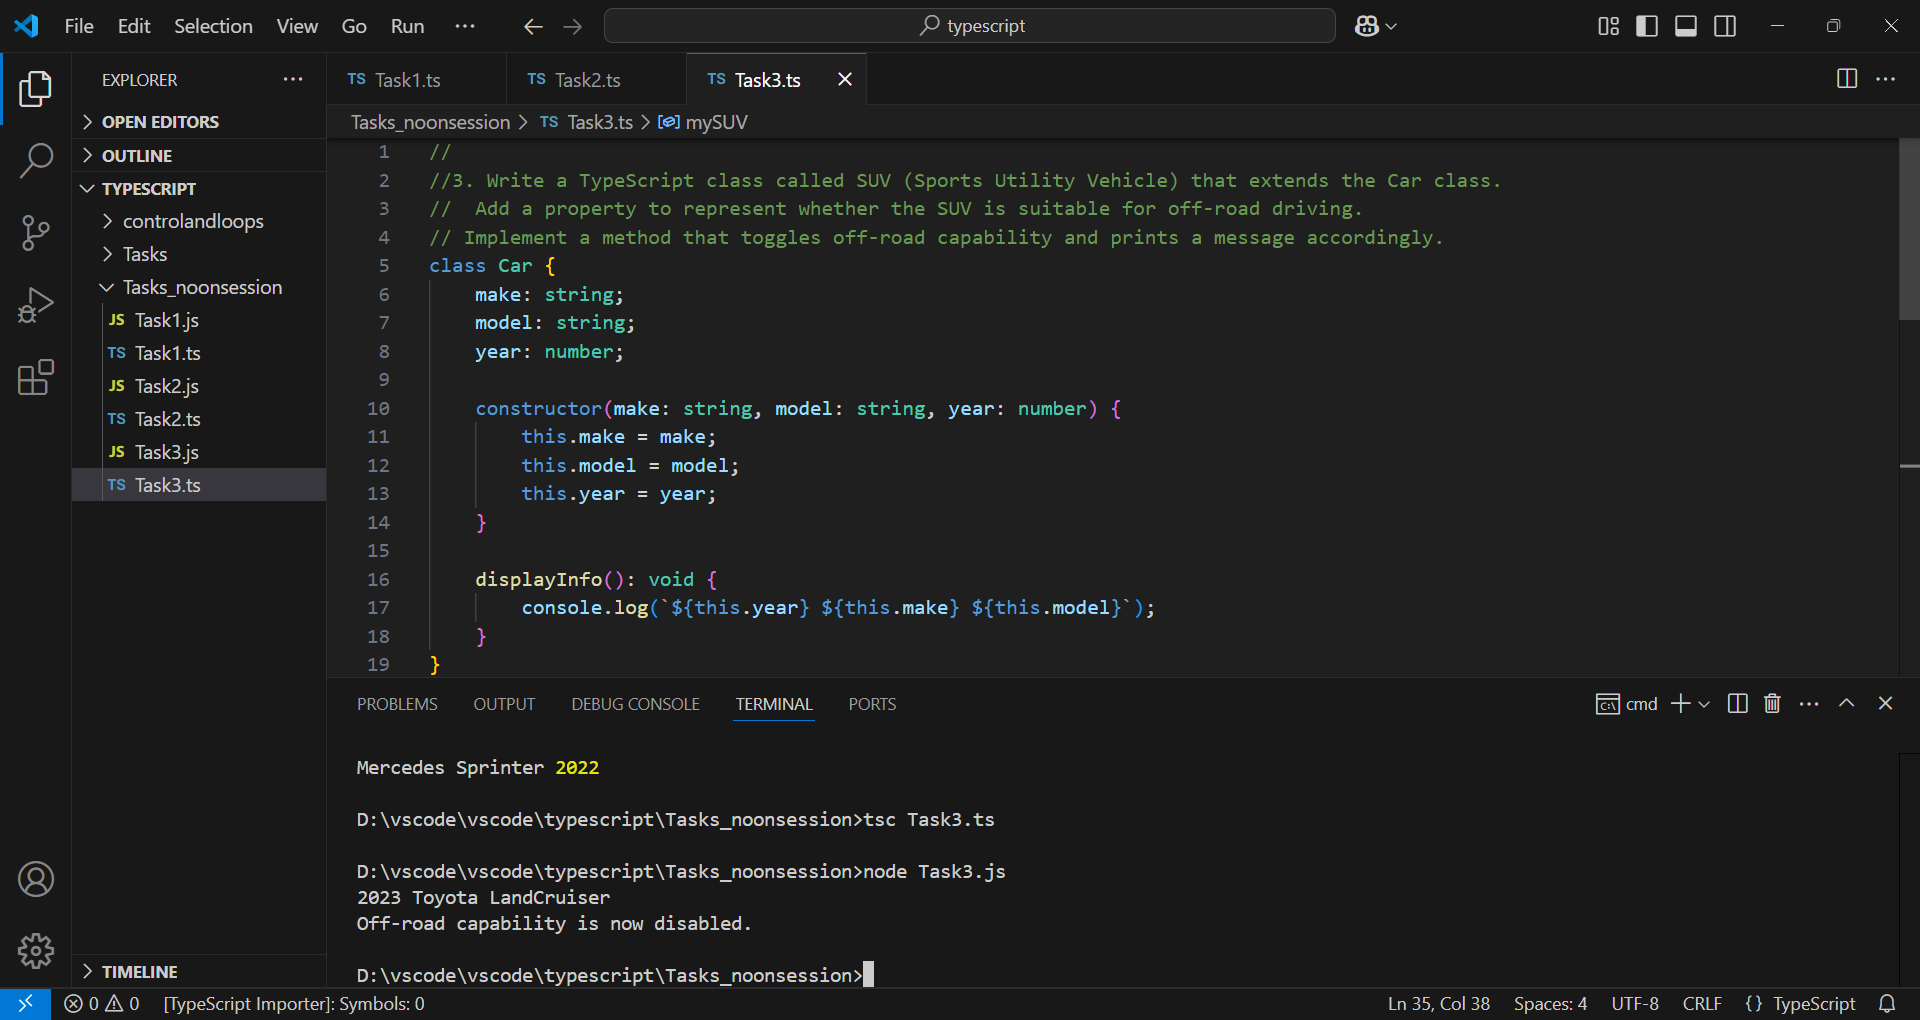 File Edit Selection View Go Run ··· typescript
EXPLORER ···
OPEN EDITORS
OUTLINE
TYPESCRIPT
controlandloops
Tasks
Tasks_noonsession
JS Task1.js
TS Task1.ts
JS Task2.js
TS Task2.ts
JS Task3.js
TS Task3.ts
TIMELINE
TS Task1.ts TS Task2.ts TS Task3.ts
Tasks_noonsession > TS Task3.ts > mySUV
1 //
2 //3. Write a TypeScript class called SUV (Sports Utility Vehicle) that extends the Car class.
3 //  Add a property to represent whether the SUV is suitable for off-road driving.
4 // Implement a method that toggles off-road capability and prints a message accordingly.
5 class Car {
6     make: string;
7     model: string;
8     year: number;
9
10     constructor(make: string, model: string, year: number) {
11         this.make = make;
12         this.model = model;
13         this.year = year;
14     }
15
16     displayInfo(): void {
17         console.log(`${this.year} ${this.make} ${this.model}`);
18     }
19 }
PROBLEMS OUTPUT DEBUG CONSOLE TERMINAL PORTS cmd
Mercedes Sprinter 2022
D:\vscode\vscode\typescript\Tasks_noonsession>tsc Task3.ts
D:\vscode\vscode\typescript\Tasks_noonsession>node Task3.js
2023 Toyota LandCruiser
Off-road capability is now disabled.
D:\vscode\vscode\typescript\Tasks_noonsession>
0 0 [TypeScript Importer]: Symbols: 0 Ln 35, Col 38 Spaces: 4 UTF-8 CRLF {} TypeScript